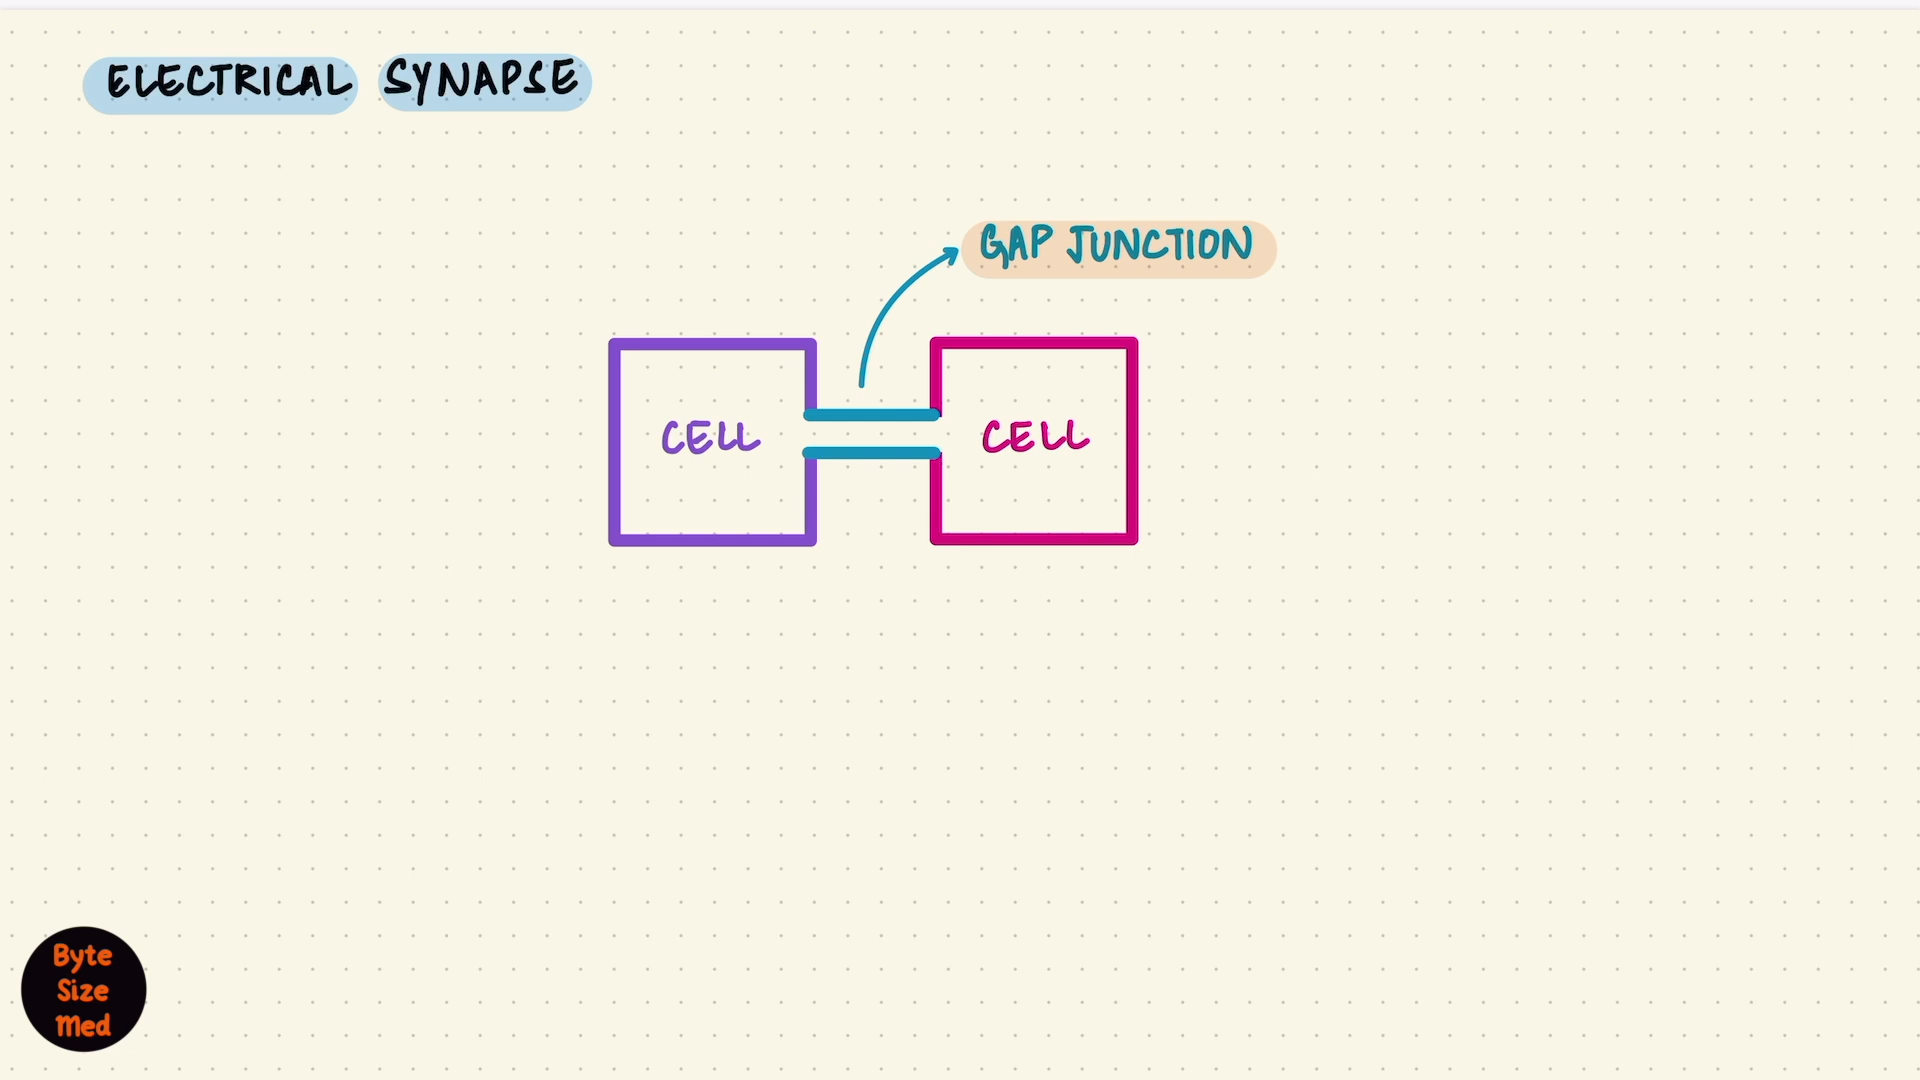 ELECTRICAL SYNAPSE
GAP JUNCTION
CELL
CELL
Byte
Size
Med